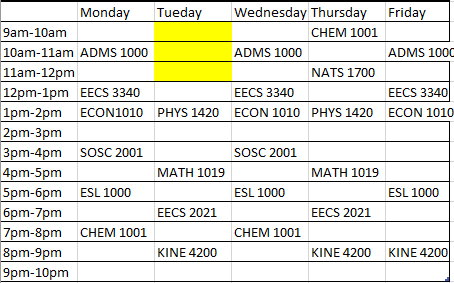 Monday Tueday Wednesday Thursday Friday
9am-10am CHEM 1001
10am-11am ADMS 1000 ADMS 1000 ADMS 1000
11am-12pm NATS 1700
12pm-1pm EECS 3340 EECS 3340 EECS 3340
1pm-2pm ECON1010 PHYS 1420 ECON 1010 PHYS 1420 ECON 1010
2pm-3pm
3pm-4pm SOSC 2001 SOSC 2001
4pm-5pm MATH 1019 MATH 1019
5pm-6pm ESL 1000 ESL 1000 ESL 1000
6pm-7pm EECS 2021 EECS 2021
7pm-8pm CHEM 1001 CHEM 1001
8pm-9pm KINE 4200 KINE 4200 KINE 4200
9pm-10pm